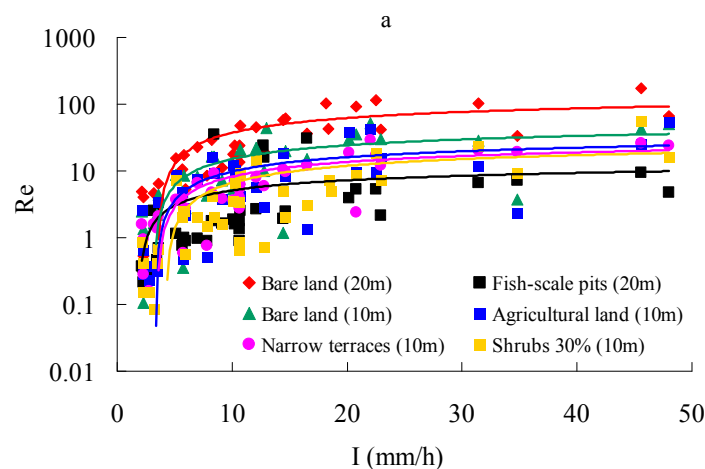 a
1000
100
10
1
0.1
0.01
Re
Bare land (20m)
Fish-scale pits (20m)
Bare land (10m)
Agricultural land (10m)
Narrow terraces (10m)
Shrubs 30% (10m)
0 10 20 30 40 50
I (mm/h)